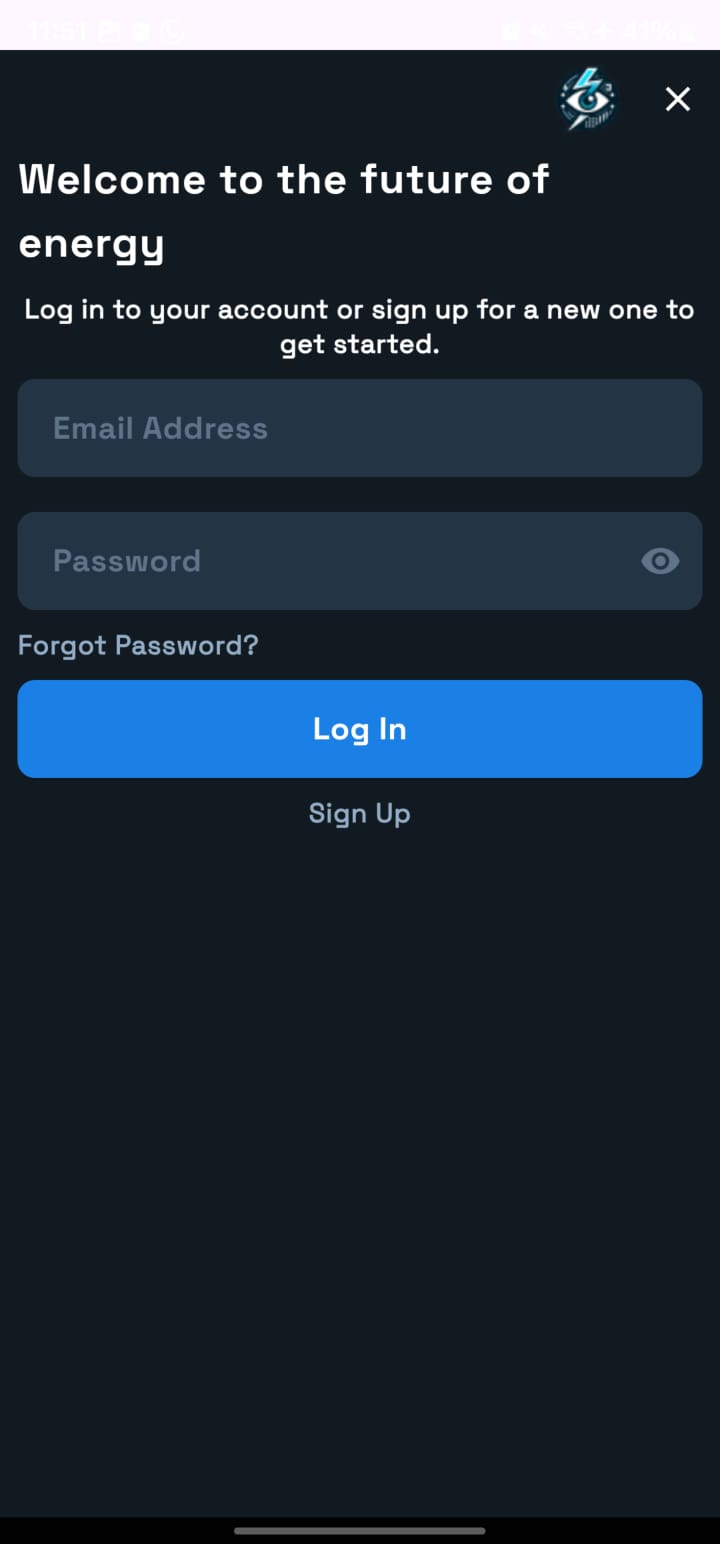 Welcome to the future of
energy
Log in to your account or sign up for a new one to
get started.
Email Address
Password
Forgot Password?
Log In
Sign Up